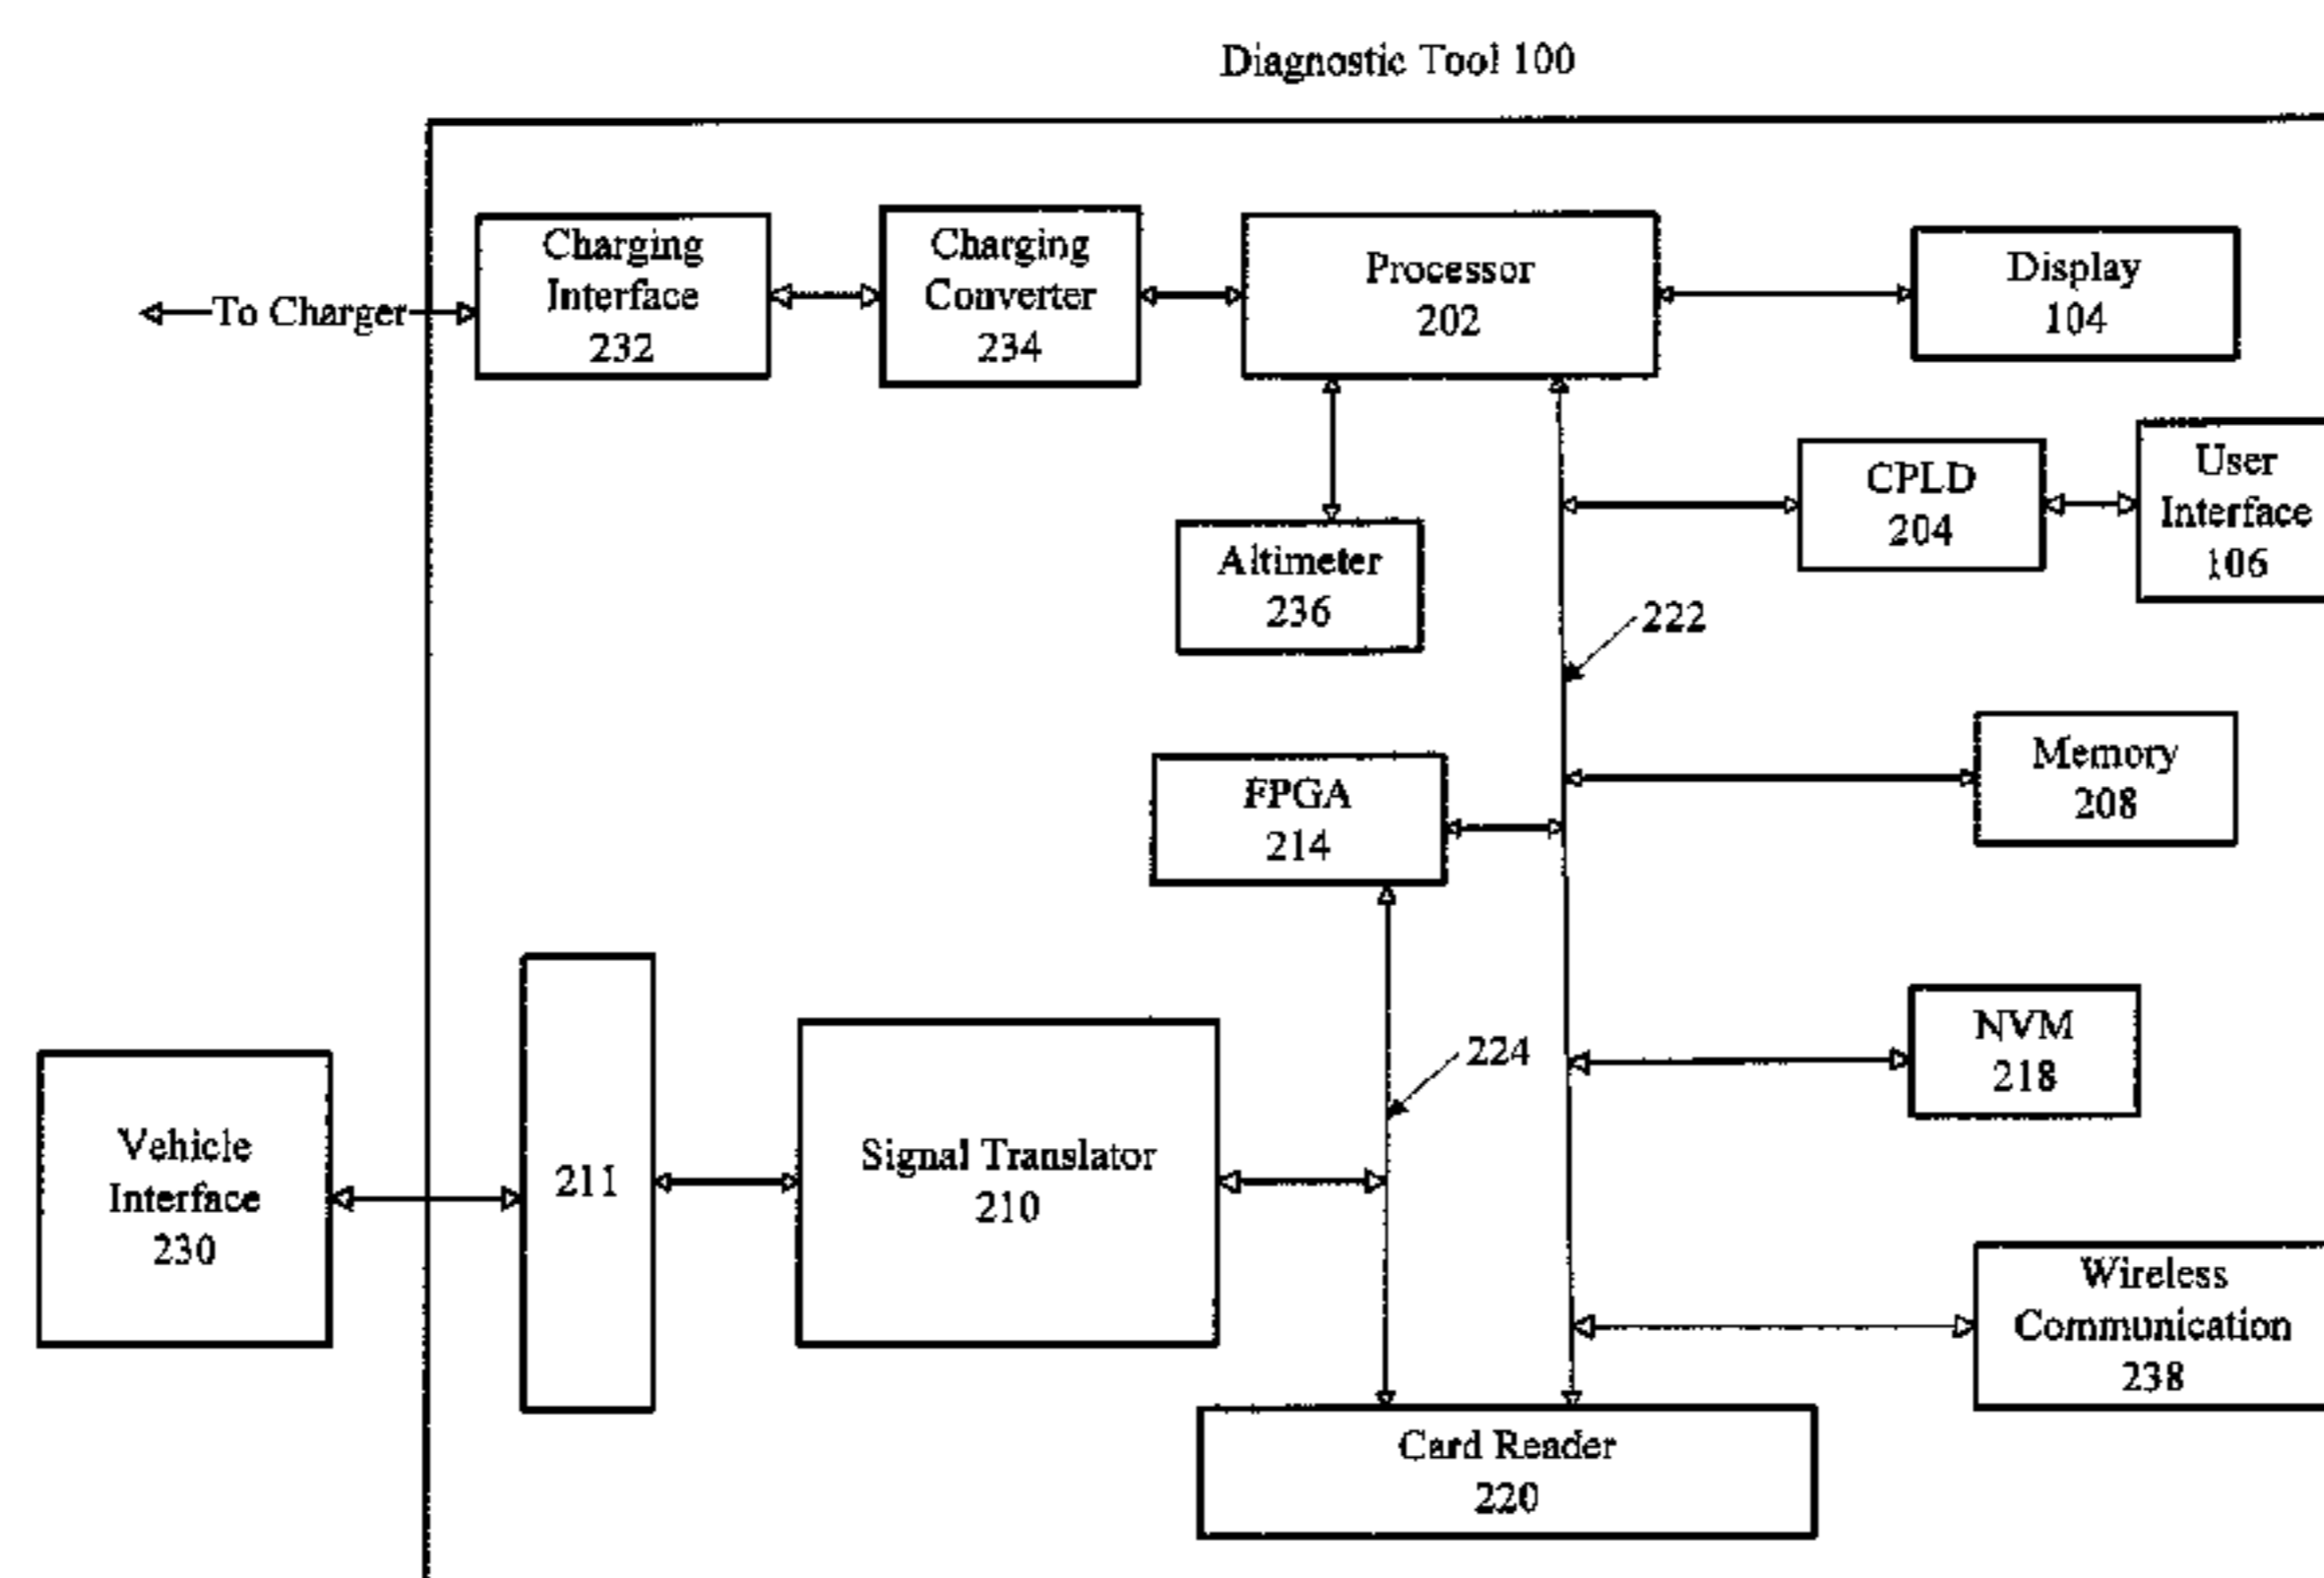 Diagnostic Tool 100
To Charger
Charging
Interface
232
Charging
Converter
234
Processor
202
Display
104
CPLD
204
User
Interface
106
Altimeter
236
222
Memory
208
FPGA
214
NVM
218
224
Vehicle
Interface
230
211
Signal Translator
210
Wireless
Communication
238
Card Reader
220